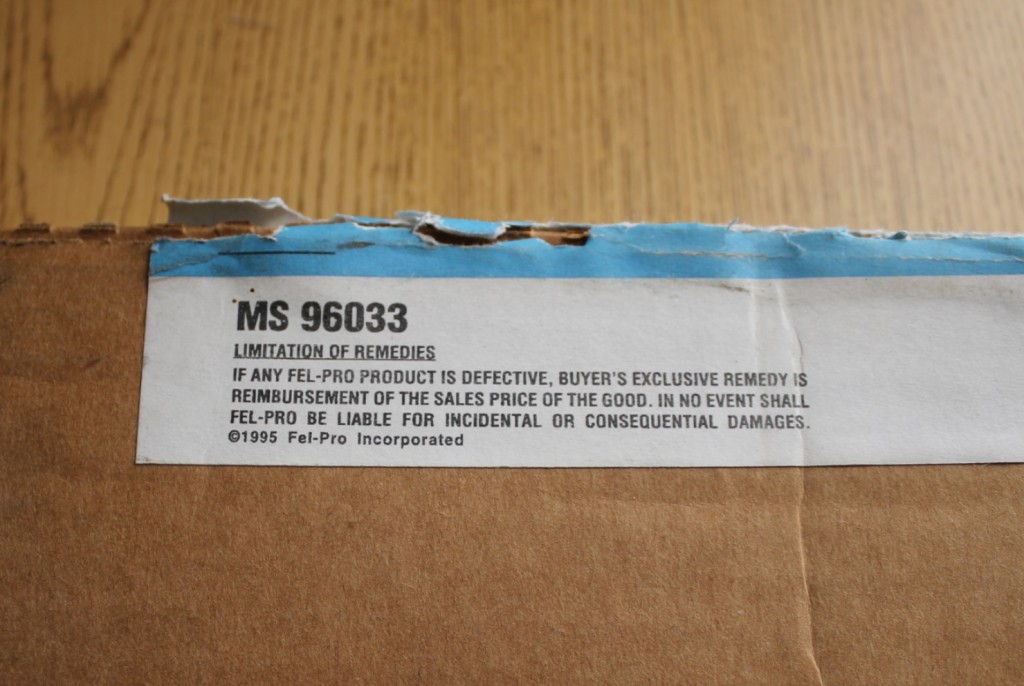 MS 96033
LIMITATION OF REMEDIES
IF ANY FEL-PRO PRODUCT IS DEFECTIVE, BUYER'S EXCLUSIVE REMEDY IS
REIMBURSEMENT OF THE SALES PRICE OF THE GOOD. IN NO EVENT SHALL
FEL-PRO BE LIABLE FOR INCIDENTAL OR CONSEQUENTIAL DAMAGES.
©1995 Fel-Pro Incorporated